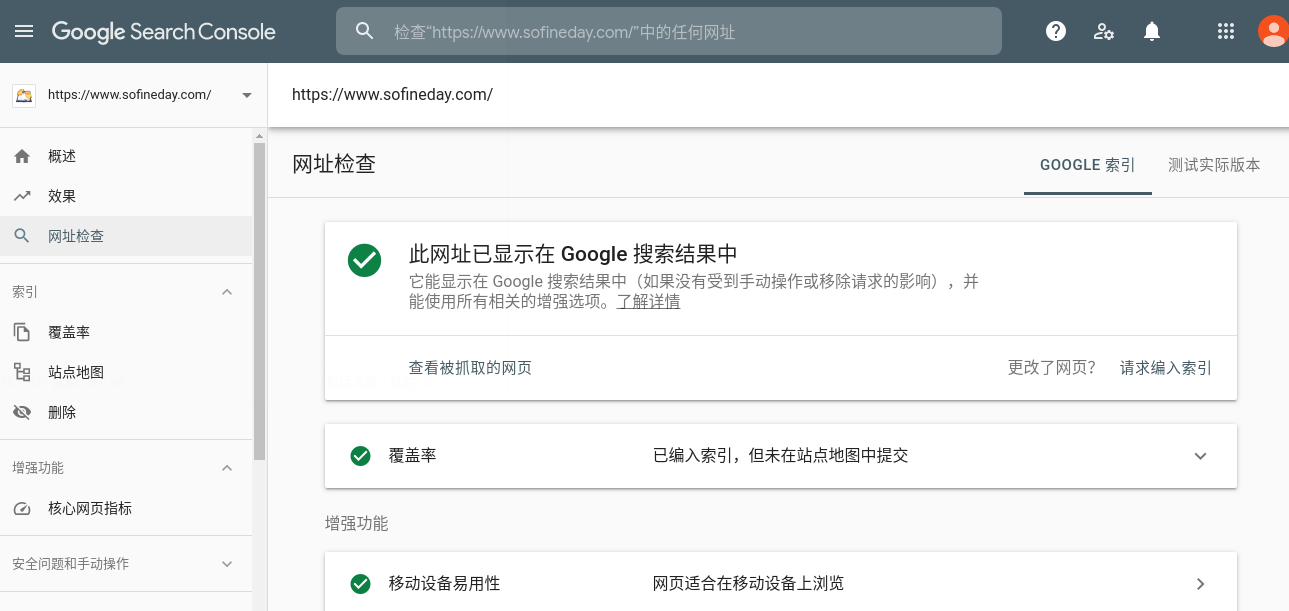 Google Search Console
检查“https://www.sofineday.com/”中的任何网址
https://www.sofineday.com/
https://www.sofineday.com/
概述
效果
网址检查
索引
覆盖率
站点地图
删除
增强功能
核心网页指标
安全问题和手动操作
网址检查
GOOGLE 索引
测试实际版本
此网址已显示在 Google 搜索结果中
它能显示在 Google 搜索结果中（如果没有受到手动操作或移除请求的影响），并
能使用所有相关的增强选项。了解详情
查看被抓取的网页
更改了网页？
请求编入索引
覆盖率
已编入索引，但未在站点地图中提交
增强功能
移动设备易用性
网页适合在移动设备上浏览